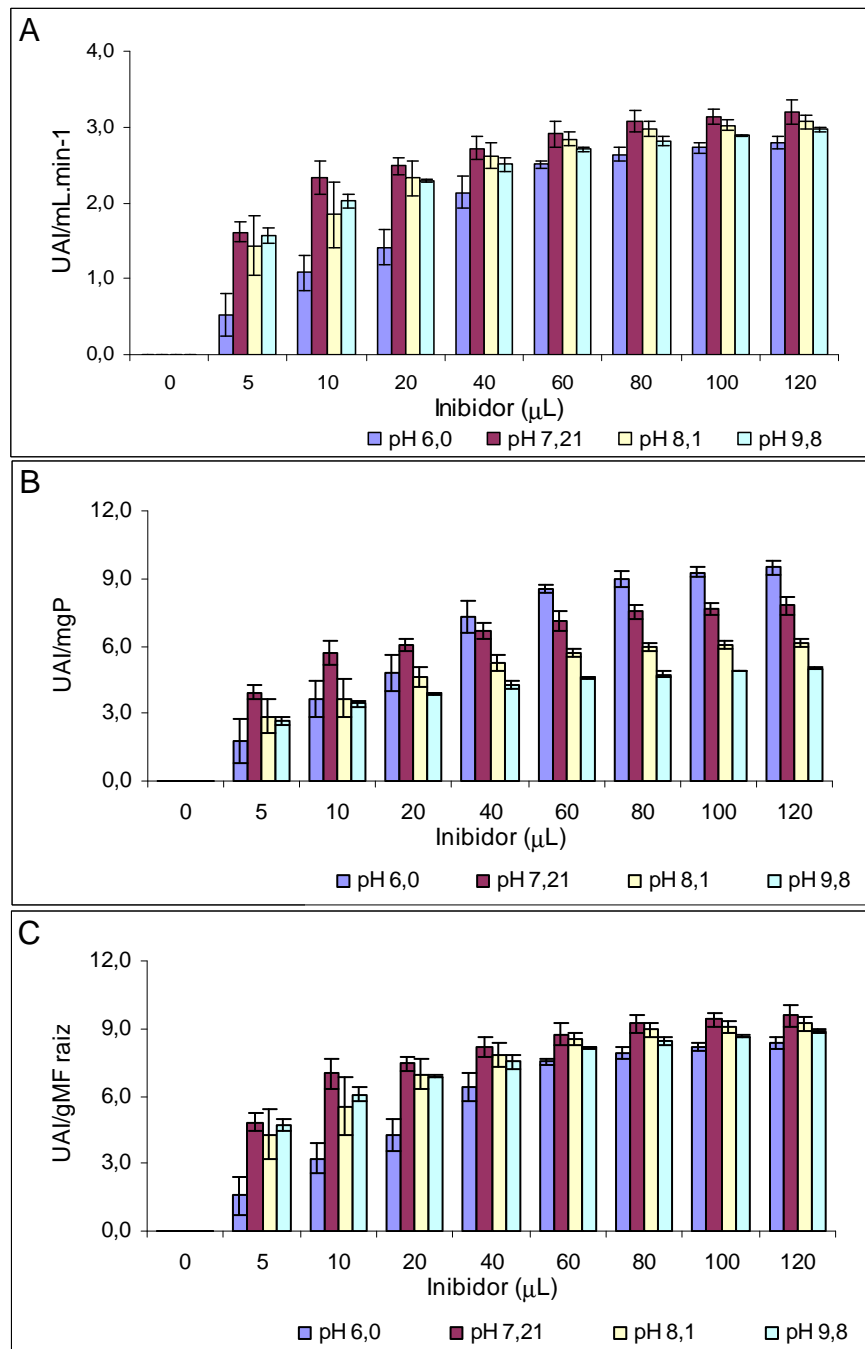 A
UAI/mL.min-1
4,0
3,0
2,0
1,0
0,0
0 5 10 20 40 60 80 100 120
Inibidor (μL)
pH 6,0 pH 7,21 pH 8,1 pH 9,8
B
UAI/mgP
12,0
9,0
6,0
3,0
0,0
0 5 10 20 40 60 80 100 120
Inibidor (μL)
pH 6,0 pH 7,21 pH 8,1 pH 9,8
C
UAI/gMF raiz
12,0
9,0
6,0
3,0
0,0
0 5 10 20 40 60 80 100 120
Inibidor (μL)
pH 6,0 pH 7,21 pH 8,1 pH 9,8